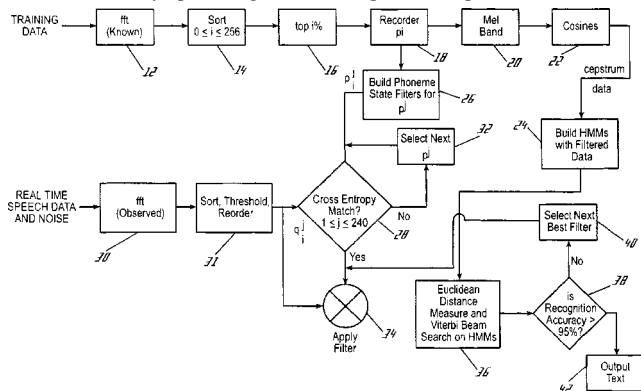 TRAINING
DATA
fft
(Known)
12
Sort
0 ≤ i ≤ 256
14
top i%
16
Recorder
pi
18
Mel
Band
20
Cosines
22
cepstrum
data
p j i
Build Phoneme
State Filters for
pj
26
Select Next
pj
32
Build HMMs
with Filtered
Data
24
REAL TIME
SPEECH DATA
AND NOISE
fft
(Observed)
30
Sort, Threshold,
Reorder
31
q j i
Cross Entropy
Match?
1 ≤ j ≤ 240
28
No
Yes
Select Next
Best Filter
40
No
Apply
Filter
34
Euclidean
Distance
Measure and
Viterbi Beam
Search on HMMs
36
is
Recognition
Accuracy >
95%?
38
Yes
Output
Text
42